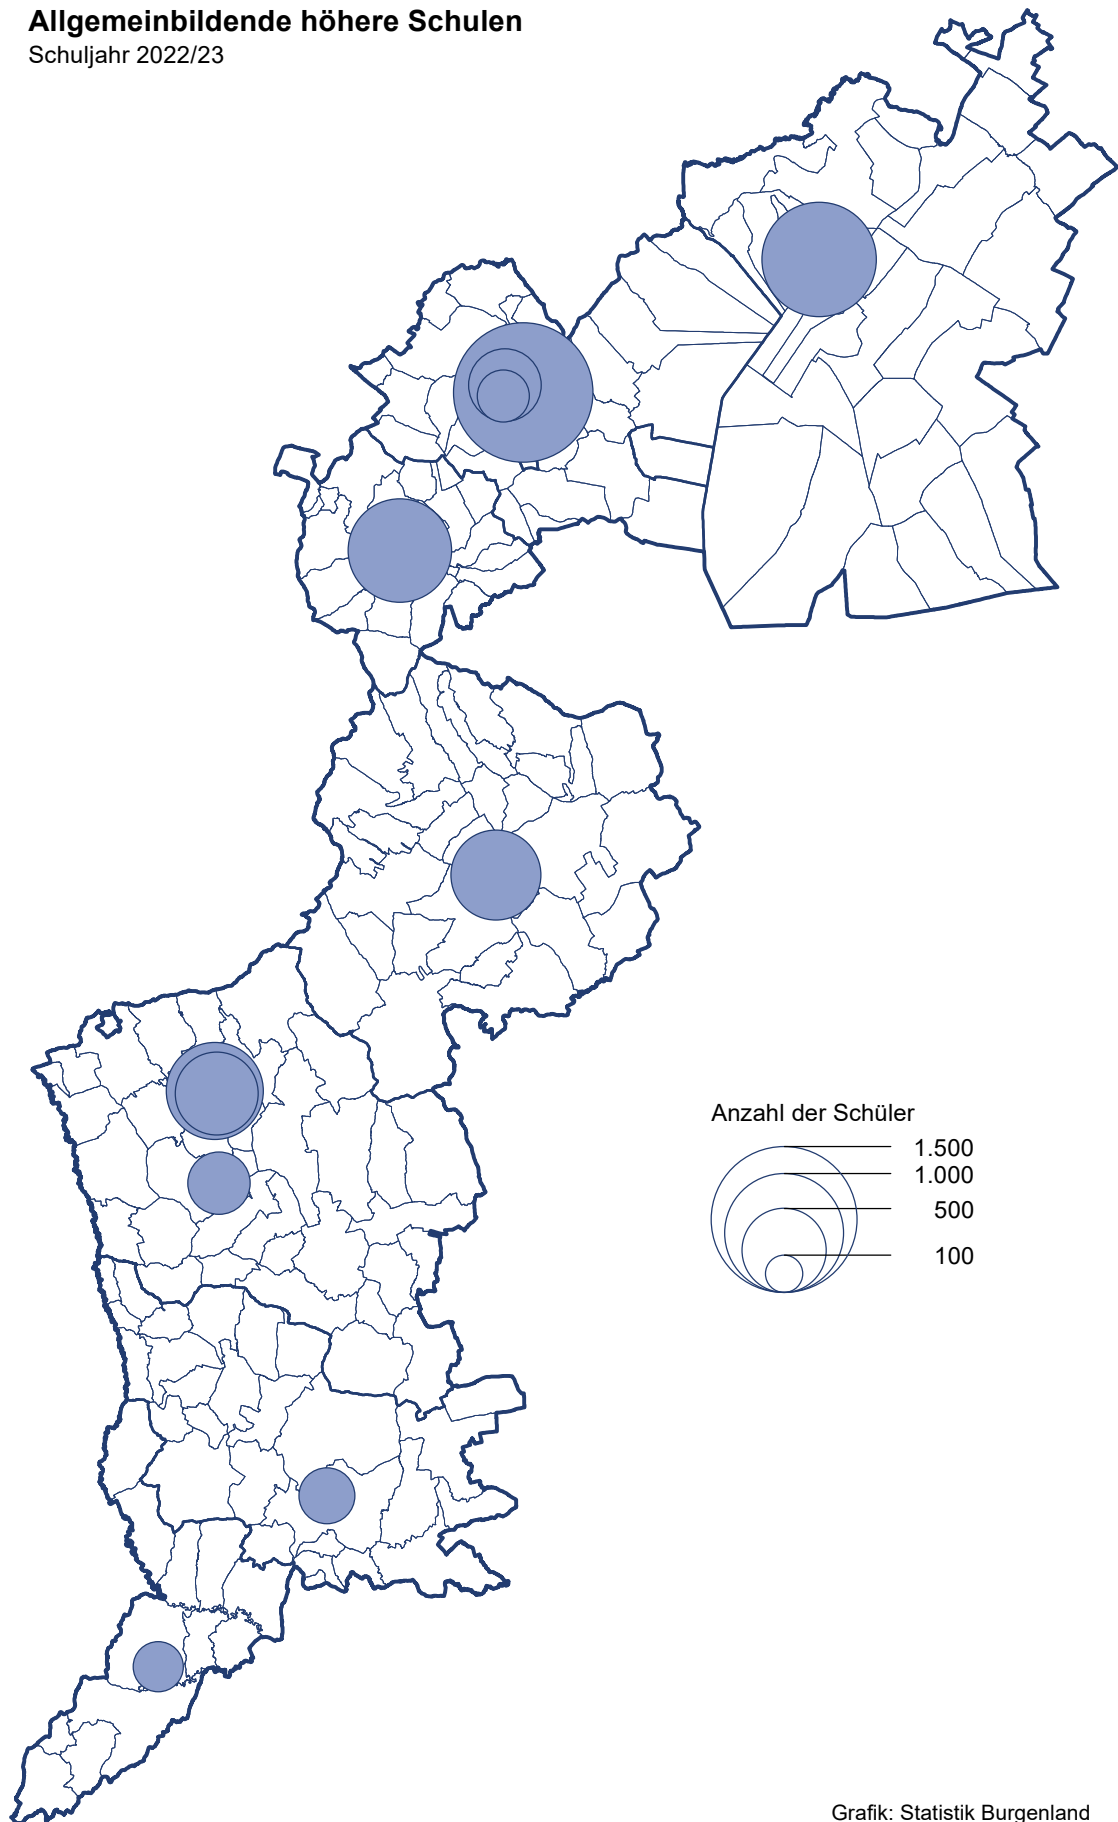 Allgemeinbildende höhere Schulen
Schuljahr 2022/23
Anzahl der Schüler
1.500
1.000
500
100
Grafik: Statistik Burgenland